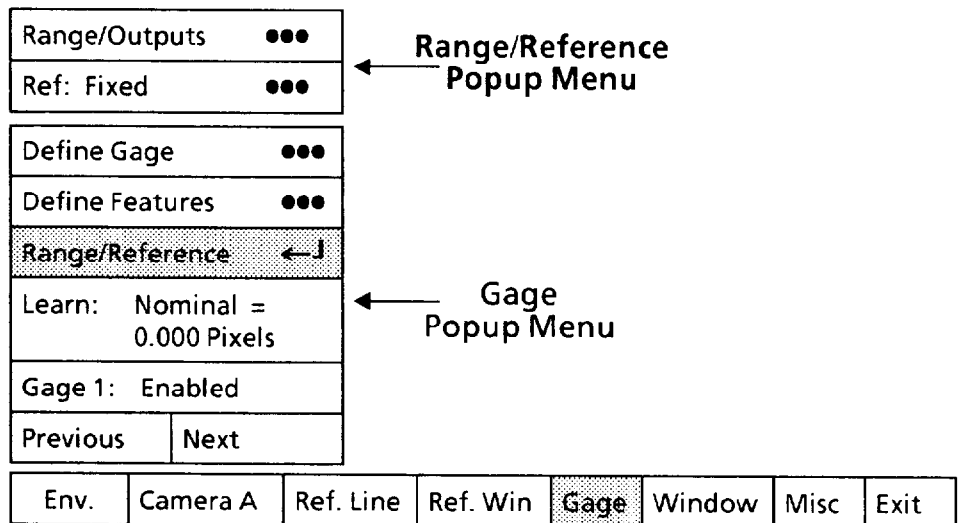 Range/Outputs ●●●
Range/Reference
Popup Menu
Ref: Fixed ●●●
Define Gage ●●●
Define Features ●●●
Range/Reference ←┘
Learn: Nominal =
0.000 Pixels
Gage
Popup Menu
Gage 1: Enabled
Previous Next
Env. Camera A Ref. Line Ref. Win Gage Window Misc Exit